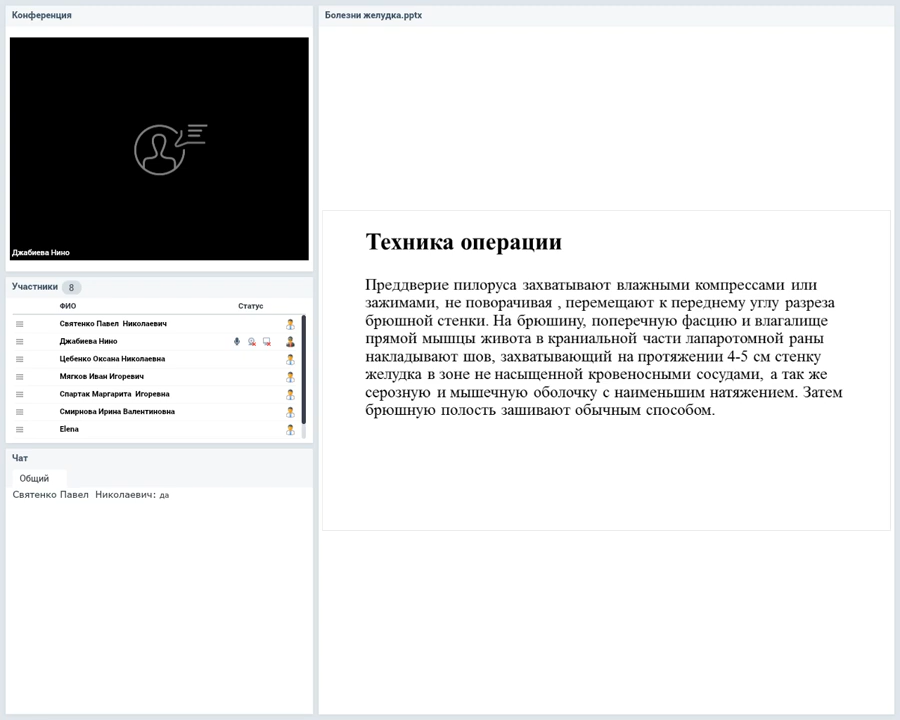 Конференция
Джабиева Нино
Участники 8
ФИО Статус
Святенко Павел Николаевич
Джабиева Нино
Цебенко Оксана Николаевна
Мягков Иван Игоревич
Спартак Маргарита Игоревна
Смирнова Ирина Валентиновна
Elena
Чат
Общий
Святенко Павел Николаевич: да
Болезни желудка.pptx
Техника операции
Преддверие пилоруса захватывают влажными компрессами или
зажимами, не поворачивая , перемещают к переднему углу разреза
брюшной стенки. На брюшину, поперечную фасцию и влагалище
прямой мышцы живота в краниальной части лапаротомной раны
накладывают шов, захватывающий на протяжении 4-5 см стенку
желудка в зоне не насыщенной кровеносными сосудами, а так же
серозную и мышечную оболочку с наименьшим натяжением. Затем
брюшную полость зашивают обычным способом.